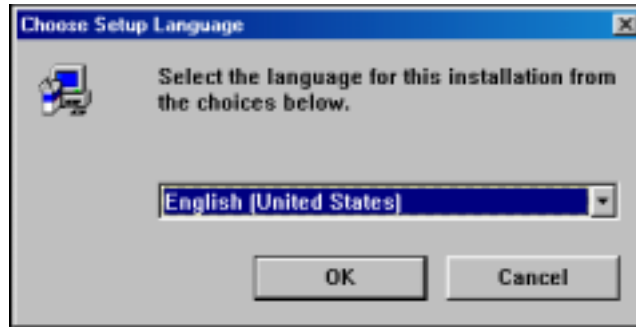 Choose Setup Language
Select the language for this installation from
the choices below.
English (United States)
OK
Cancel